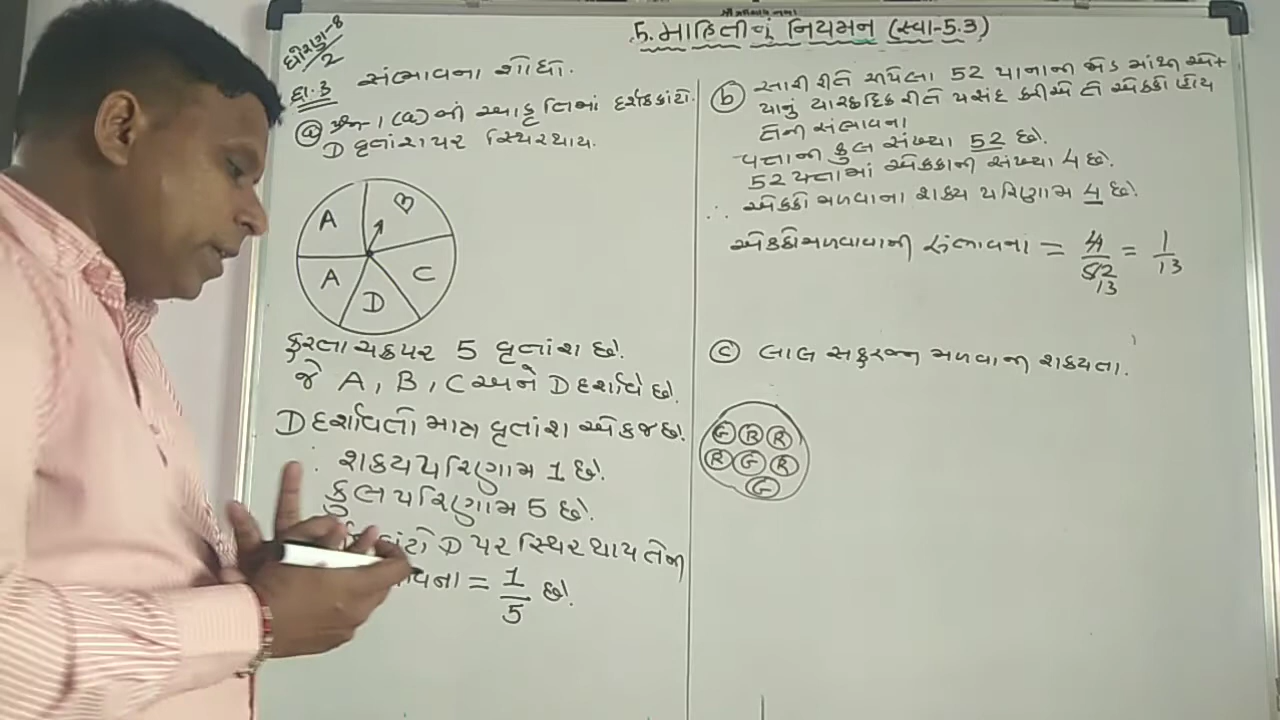 5. માહિતીનું નિયમન (સ્વા-5.3)
ધોરણ-8/2
દા.3 સંભાવના શોધો.
ⓐ પ્રશ્ન 1 (a) ની આકૃતિમાં દર્શકકાંટો
D વૃતાંશ પર સ્થિર થાય.
A B
A D C
ફરતા ચક્ર પર 5 વૃતાંશ છે.
જે A, B, C અને D દર્શાવે છે.
D દર્શાવતો માત્ર વૃતાંશ એક જ છે.
∴ શક્ય પરિણામ 1 છે.
કુલ પરિણામ 5 છે.
D પર સ્થિર થાય તેની
= 1/5 છે.
ⓑ સારી રીતે ચીપેલા 52 પાનાની
પાનું યાદૃચ્છિક રીતે પસંદ કરીએ તે એક્કો હોય
તેની સંભાવના
પત્તાની કુલ સંખ્યા 52 છે.
52 પત્તામાં એક્કાની સંખ્યા 4 છે.
∴ એક્કો મળવાના શક્ય પરિણામ 4 છે.
એક્કો મળવાની સંભાવના = 4/52 = 1/13
13
ⓒ લાલ સફરજન મળવાની શક્યતા.
G R R
R G R
G